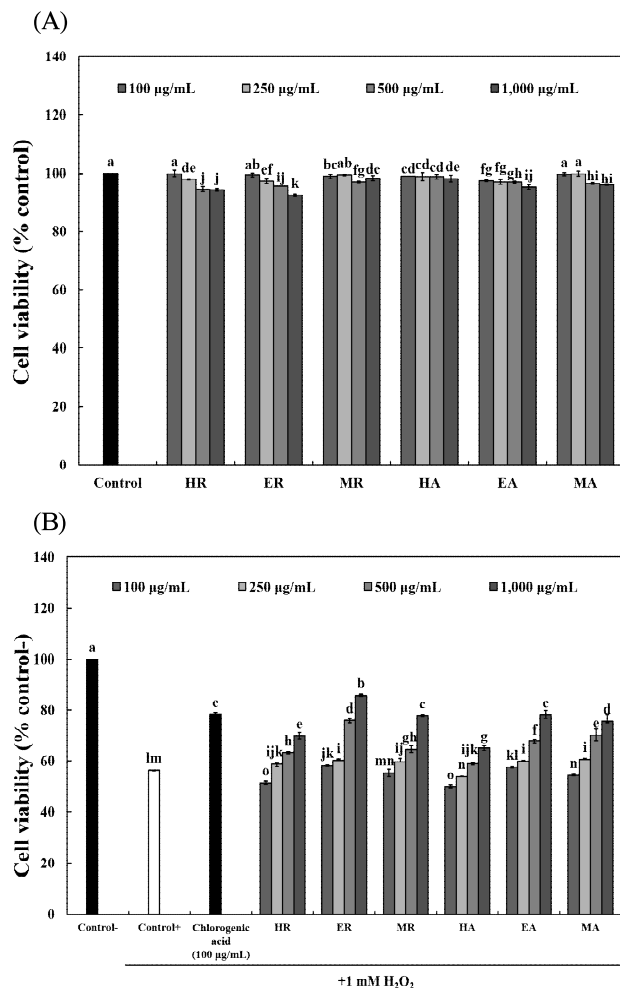 (A)
140
120
100
80
60
40
20
0
Cell viability (% control)
100 µg/mL 250 µg/mL 500 µg/mL 1,000 µg/mL
a a de j j ab ef ij k bc ab fg dc cd cd cd de fg fg gh ij a a hi hi
Control HR ER MR HA EA MA
(B)
140
120
100
80
60
40
20
0
Cell viability (% control-)
100 µg/mL 250 µg/mL 500 µg/mL 1,000 µg/mL
a lm c o ijk h e jk i d b mn ij gh c o n ijk g kl i f c n i e d
Control- Control+ Chlorogenic HR ER MR HA EA MA
acid
(100 µg/mL)
+1 mM H₂O₂